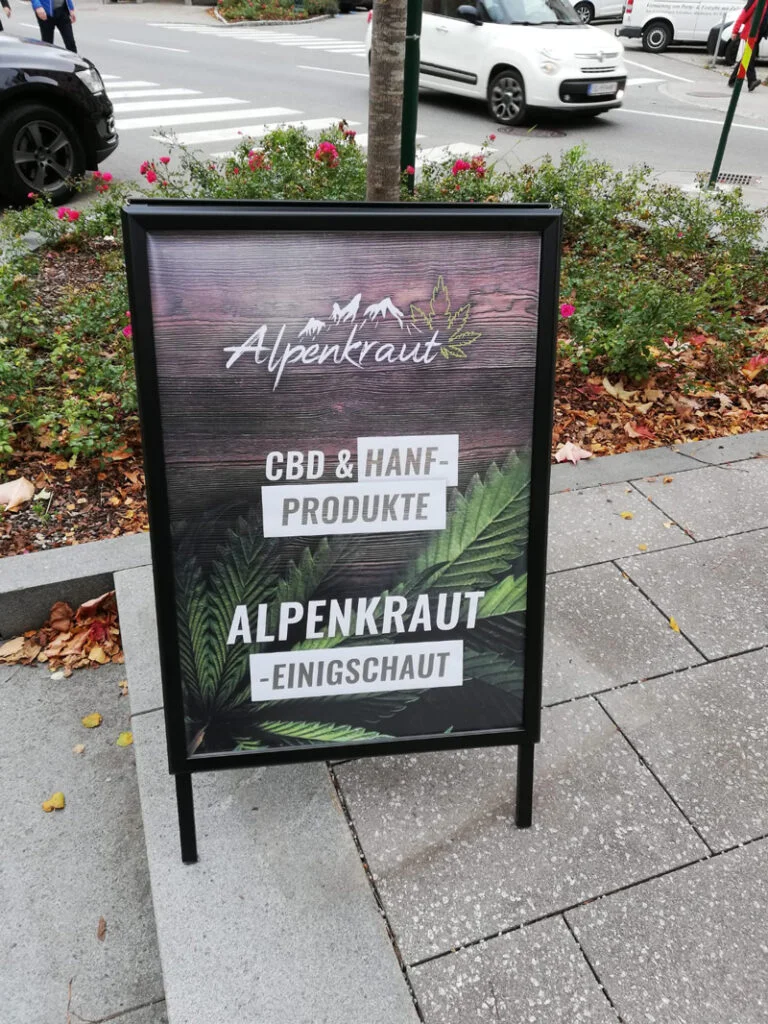 Alpenkraut
CBD & HANF-
PRODUKTE
ALPENKRAUT
-EINIGSCHAUT